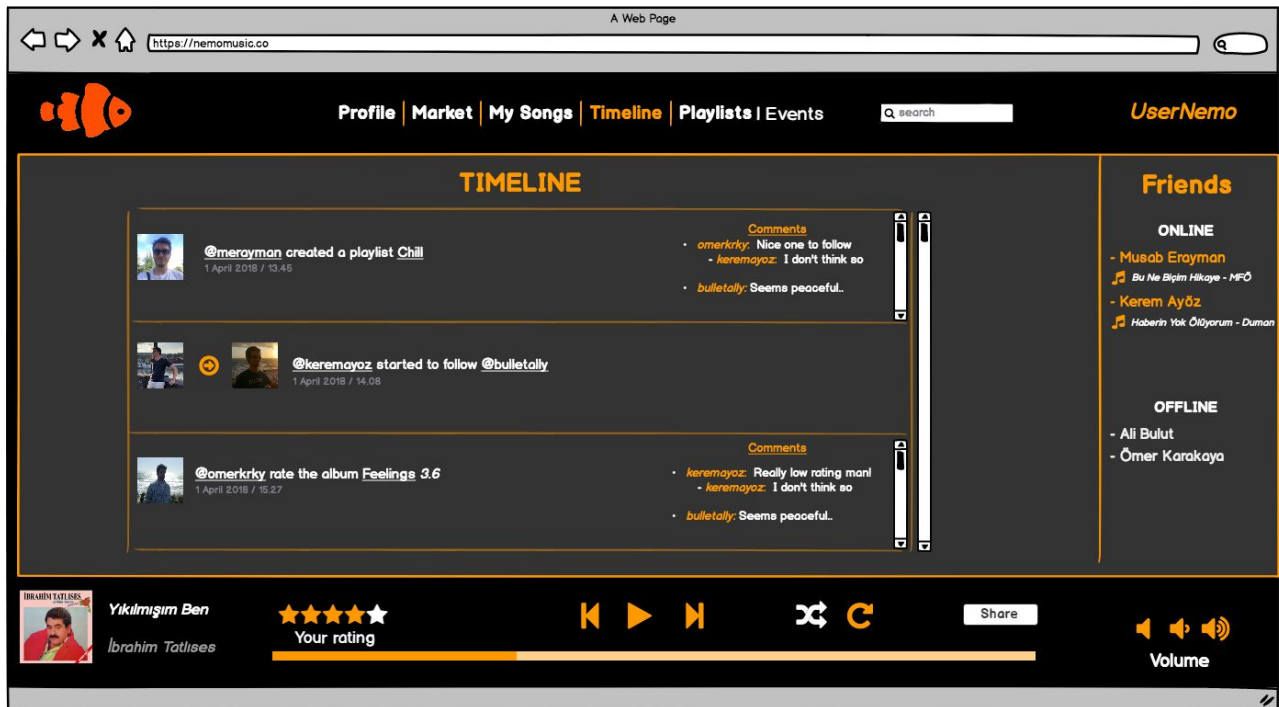 A Web Page
https://nemomusic.co
Profile | Market | My Songs | Timeline | Playlists | Events
search
UserNemo
TIMELINE
@merayman created a playlist Chill
1 April 2018 / 13.45
Comments
• omerkrky: Nice one to follow
- keremayoz: I don't think so
• bulletally: Seems peaceful..
@keremayoz started to follow @bulletally
1 April 2018 / 14.08
@omerkrky rate the album Feelings 3.6
1 April 2018 / 15.27
Comments
• keremayoz: Really low rating man!
- keremayoz: I don't think so
• bulletally: Seems peaceful..
Friends
ONLINE
- Musab Erayman
Bu Ne Biçim Hikaye - MFÖ
- Kerem Ayöz
Haberin Yok Ölüyorum - Duman
OFFLINE
- Ali Bulut
- Ömer Karakaya
İBRAHİM TATLISES
Yıkılmışım Ben
İbrahim Tatlıses
Your rating
Share
Volume